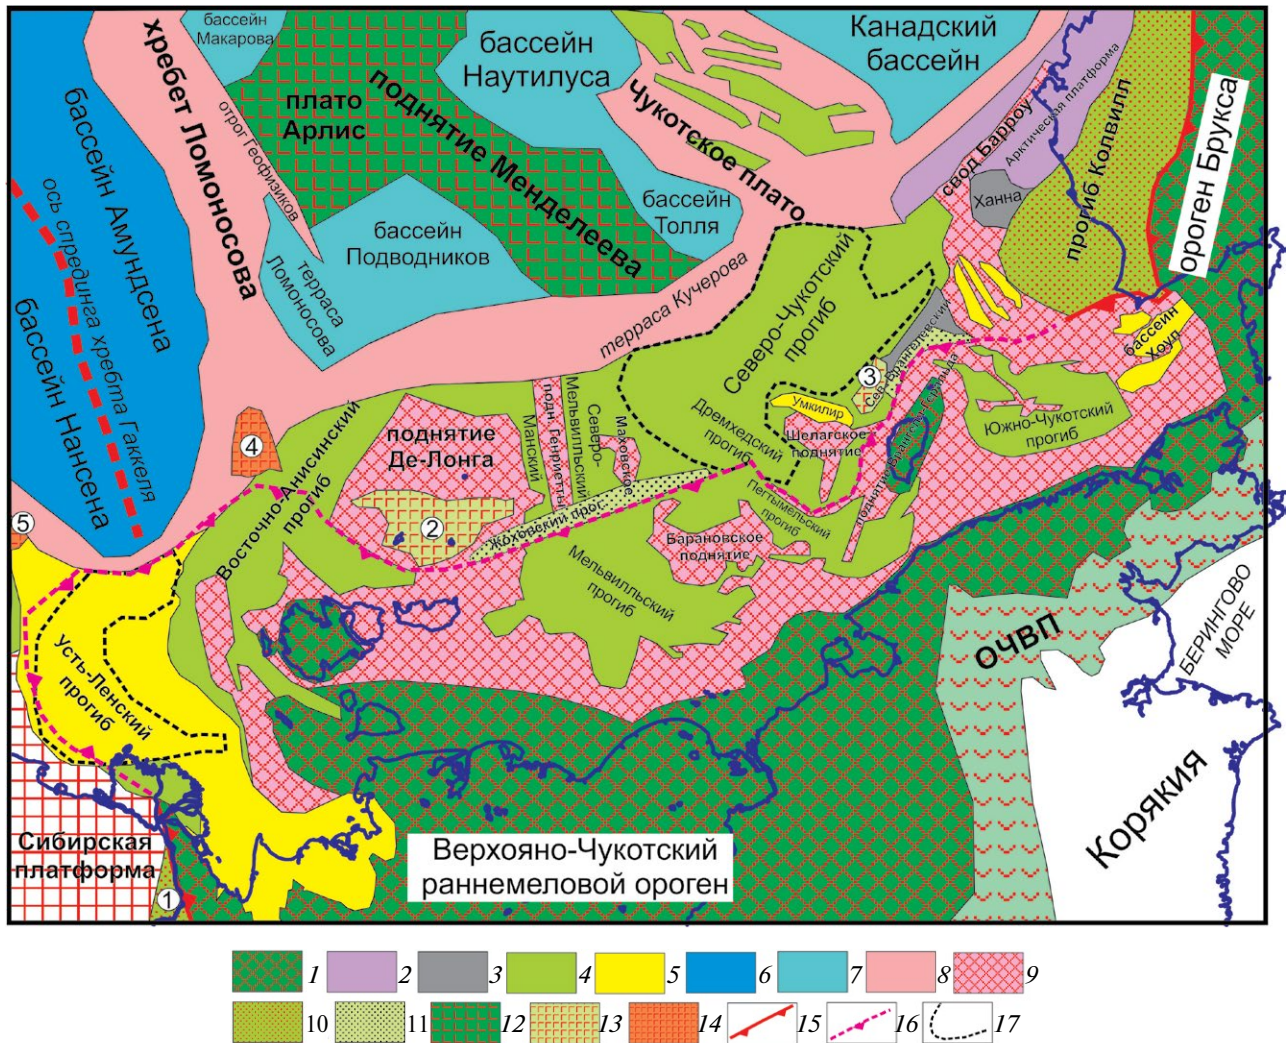 бассейн
Макарова
хребет Ломоносова
отрог Геофизиков
плато
Арлис
поднятие Менделеева
бассейн
Наутилуса
Чукотское плато
Канадский
бассейн
свод Барроу
Арктическая платформа
Ханна
прогиб Колвилл
ороген Брукса
бассейн Амундсена
ось спрединга хребта Гаккеля
бассейн Нансена
терраса
Ломоносова
бассейн
Подводников
бассейн
Толля
терраса Кучерова
Северо-Чукотский
прогиб
Дремхедский
прогиб
Умкилир
3
Сев.-Врангелевский
бассейн
Хоуп
Южно-Чукотский
прогиб
Шелагское
поднятие
4
5
Восточно-Анисинский
прогиб
поднятие
Де-Лонга
2
Манский
подн. Генриетты
Северо-
Мельвилльский
Маховское
Жоховский прог.
Пегтымельский
прогиб
Барановское
поднятие
Мельвилльский
прогиб
Усть-Ленский
прогиб
Сибирская
платформа
1
Верхояно-Чукотский
раннемеловой ороген
ОЧВП
БЕРИНГОВО
МОРЕ
Корякия
1 2 3 4 5 6 7 8 9
10 11 12 13 14 15 16 17